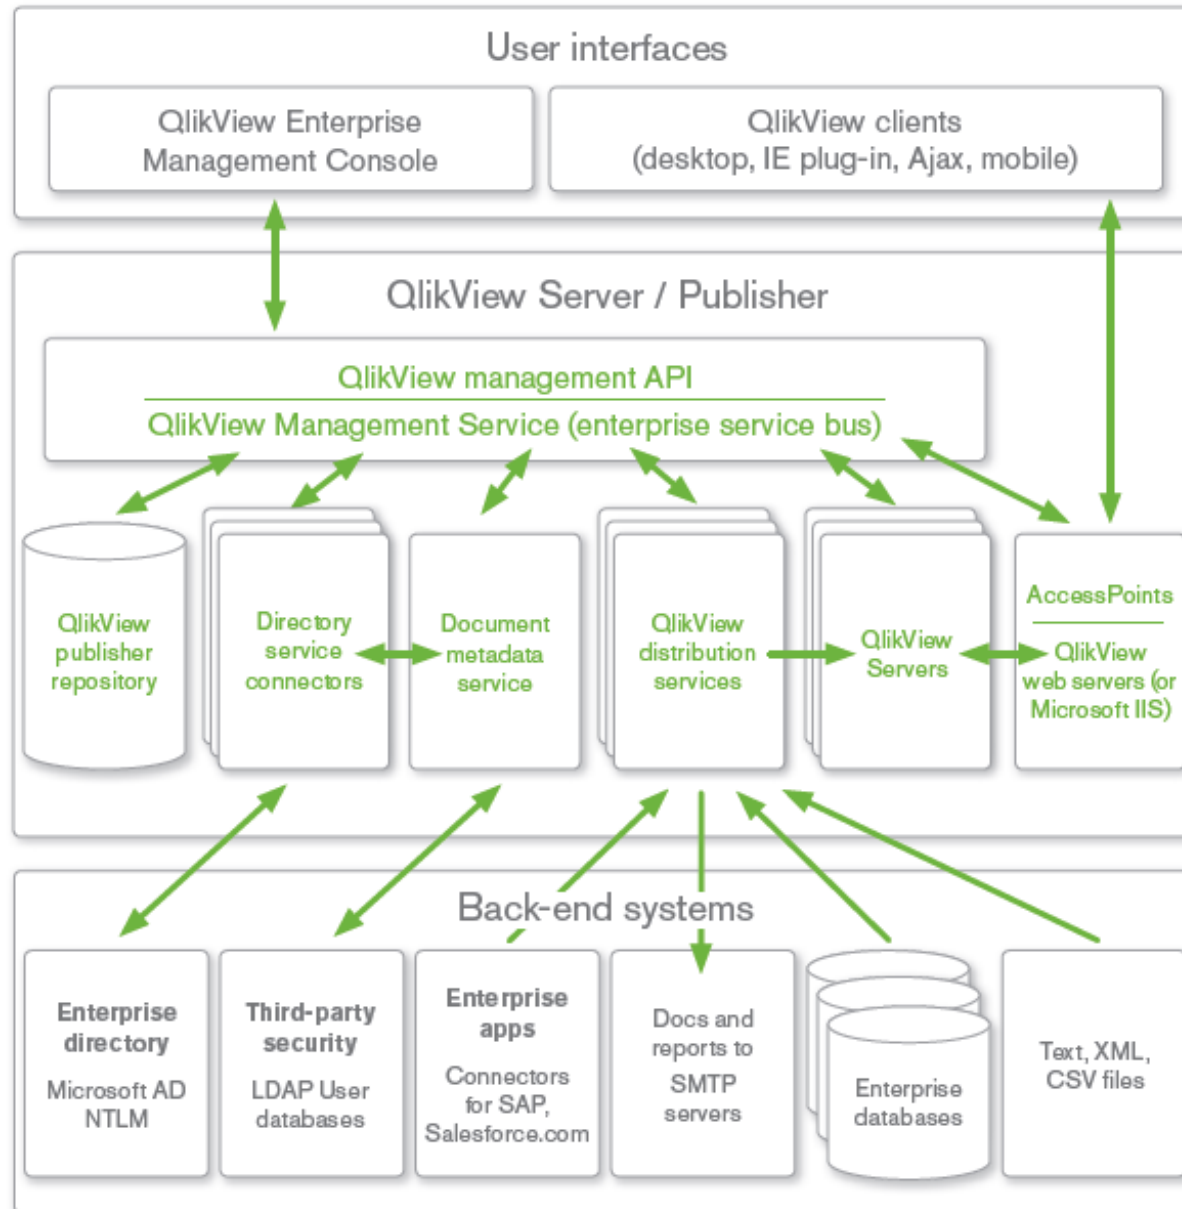 User interfaces
QlikView Enterprise
Management Console
QlikView clients
(desktop, IE plug-in, Ajax, mobile)
QlikView Server / Publisher
QlikView management API
QlikView Management Service (enterprise service bus)
QlikView
publisher
repository
Directory
service
connectors
Document
metadata
service
QlikView
distribution
services
QlikView
Servers
AccessPoints
QlikView
web servers (or
Microsoft IIS)
Back-end systems
Enterprise
directory
Microsoft AD
NTLM
Third-party
security
LDAP User
databases
Enterprise
apps
Connectors
for SAP,
Salesforce.com
Docs and
reports to
SMTP
servers
Enterprise
databases
Text, XML,
CSV files